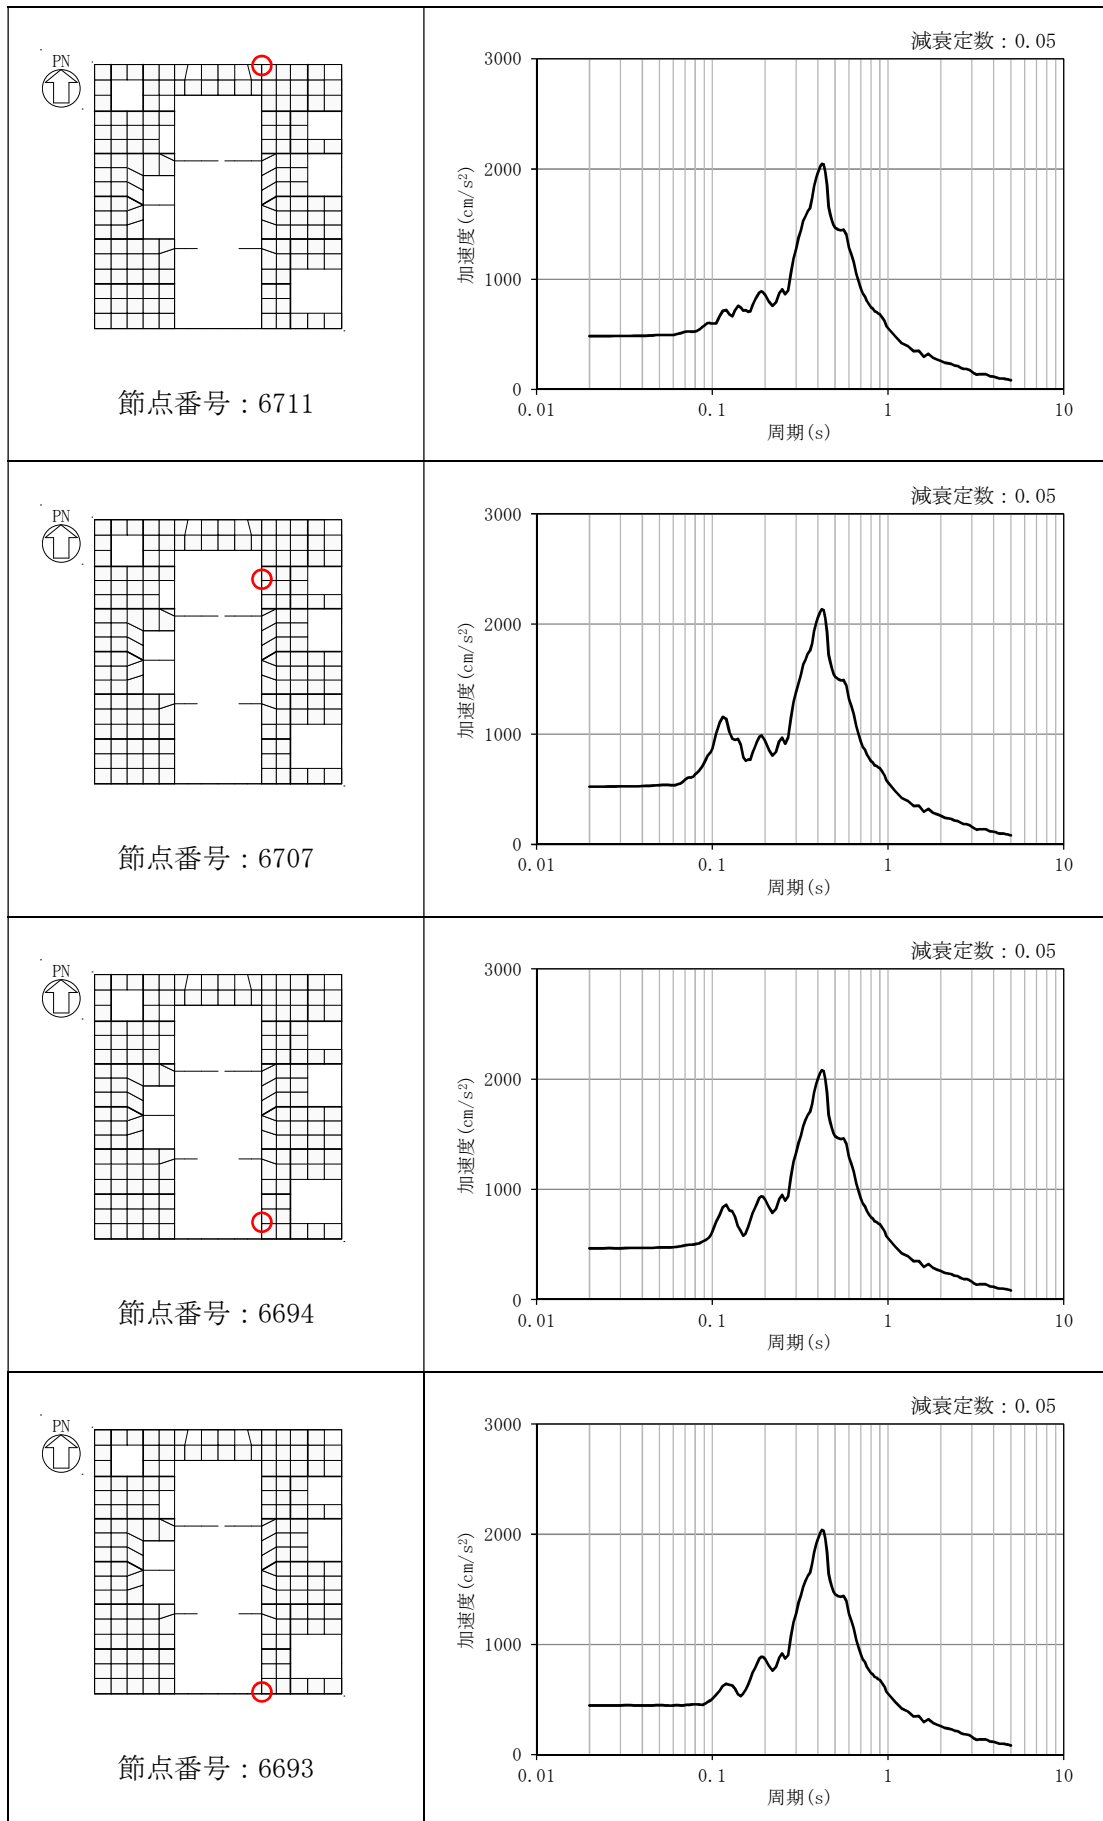 減衰定数：0.05
PN
3000
2000
1000
0
加速度(cm/s²)
0.01
0.1
1
10
周期(s)
節点番号：6711
減衰定数：0.05
PN
3000
2000
1000
0
加速度(cm/s²)
0.01
0.1
1
10
周期(s)
節点番号：6707
減衰定数：0.05
PN
3000
2000
1000
0
加速度(cm/s²)
0.01
0.1
1
10
周期(s)
節点番号：6694
減衰定数：0.05
PN
3000
2000
1000
0
加速度(cm/s²)
0.01
0.1
1
10
周期(s)
節点番号：6693